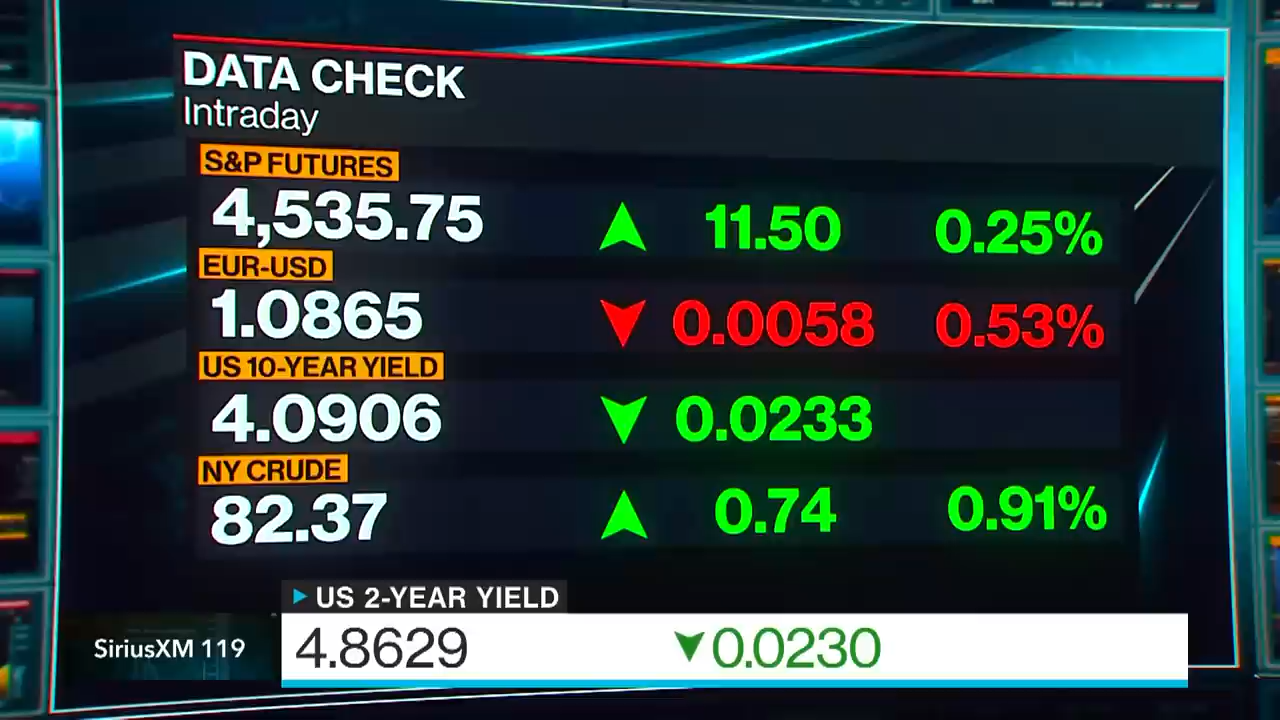 DATA CHECK
Intraday
S&P FUTURES
4,535.75 ▲ 11.50 0.25%
EUR-USD
1.0865 ▼ 0.0058 0.53%
US 10-YEAR YIELD
4.0906 ▼ 0.0233
NY CRUDE
82.37 ▲ 0.74 0.91%
▶ US 2-YEAR YIELD
SiriusXM 119 4.8629 ▼0.0230